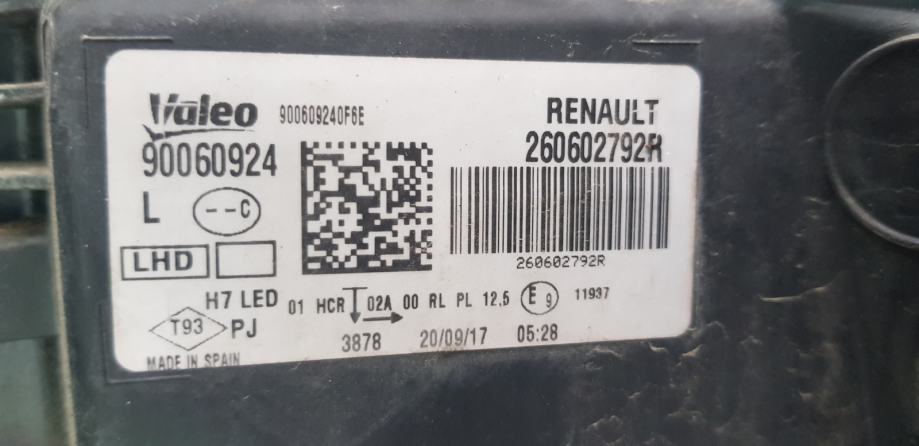 Valeo 900609240F6E
90060924
L --C
LHD
RENAULT
260602792R
260602792R
H7 LED 01 HCR 02A 00 RL PL 12,5 E9 11937
T93 PJ 3878 20/09/17 05:28
MADE IN SPAIN